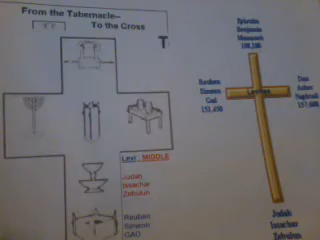 From the Tabernacle--
To the Cross
T
Levi : MIDDLE
Judah
Issachar
Zebulun
Reuben
Simeon
GAD
Ephraim
Benjamin
Manasseh
108,100
Reuben
Simeon
Gad
151,450
Levites
Dan
Asher
Naphtali
157,600
Judah
Issachar
Zebulun